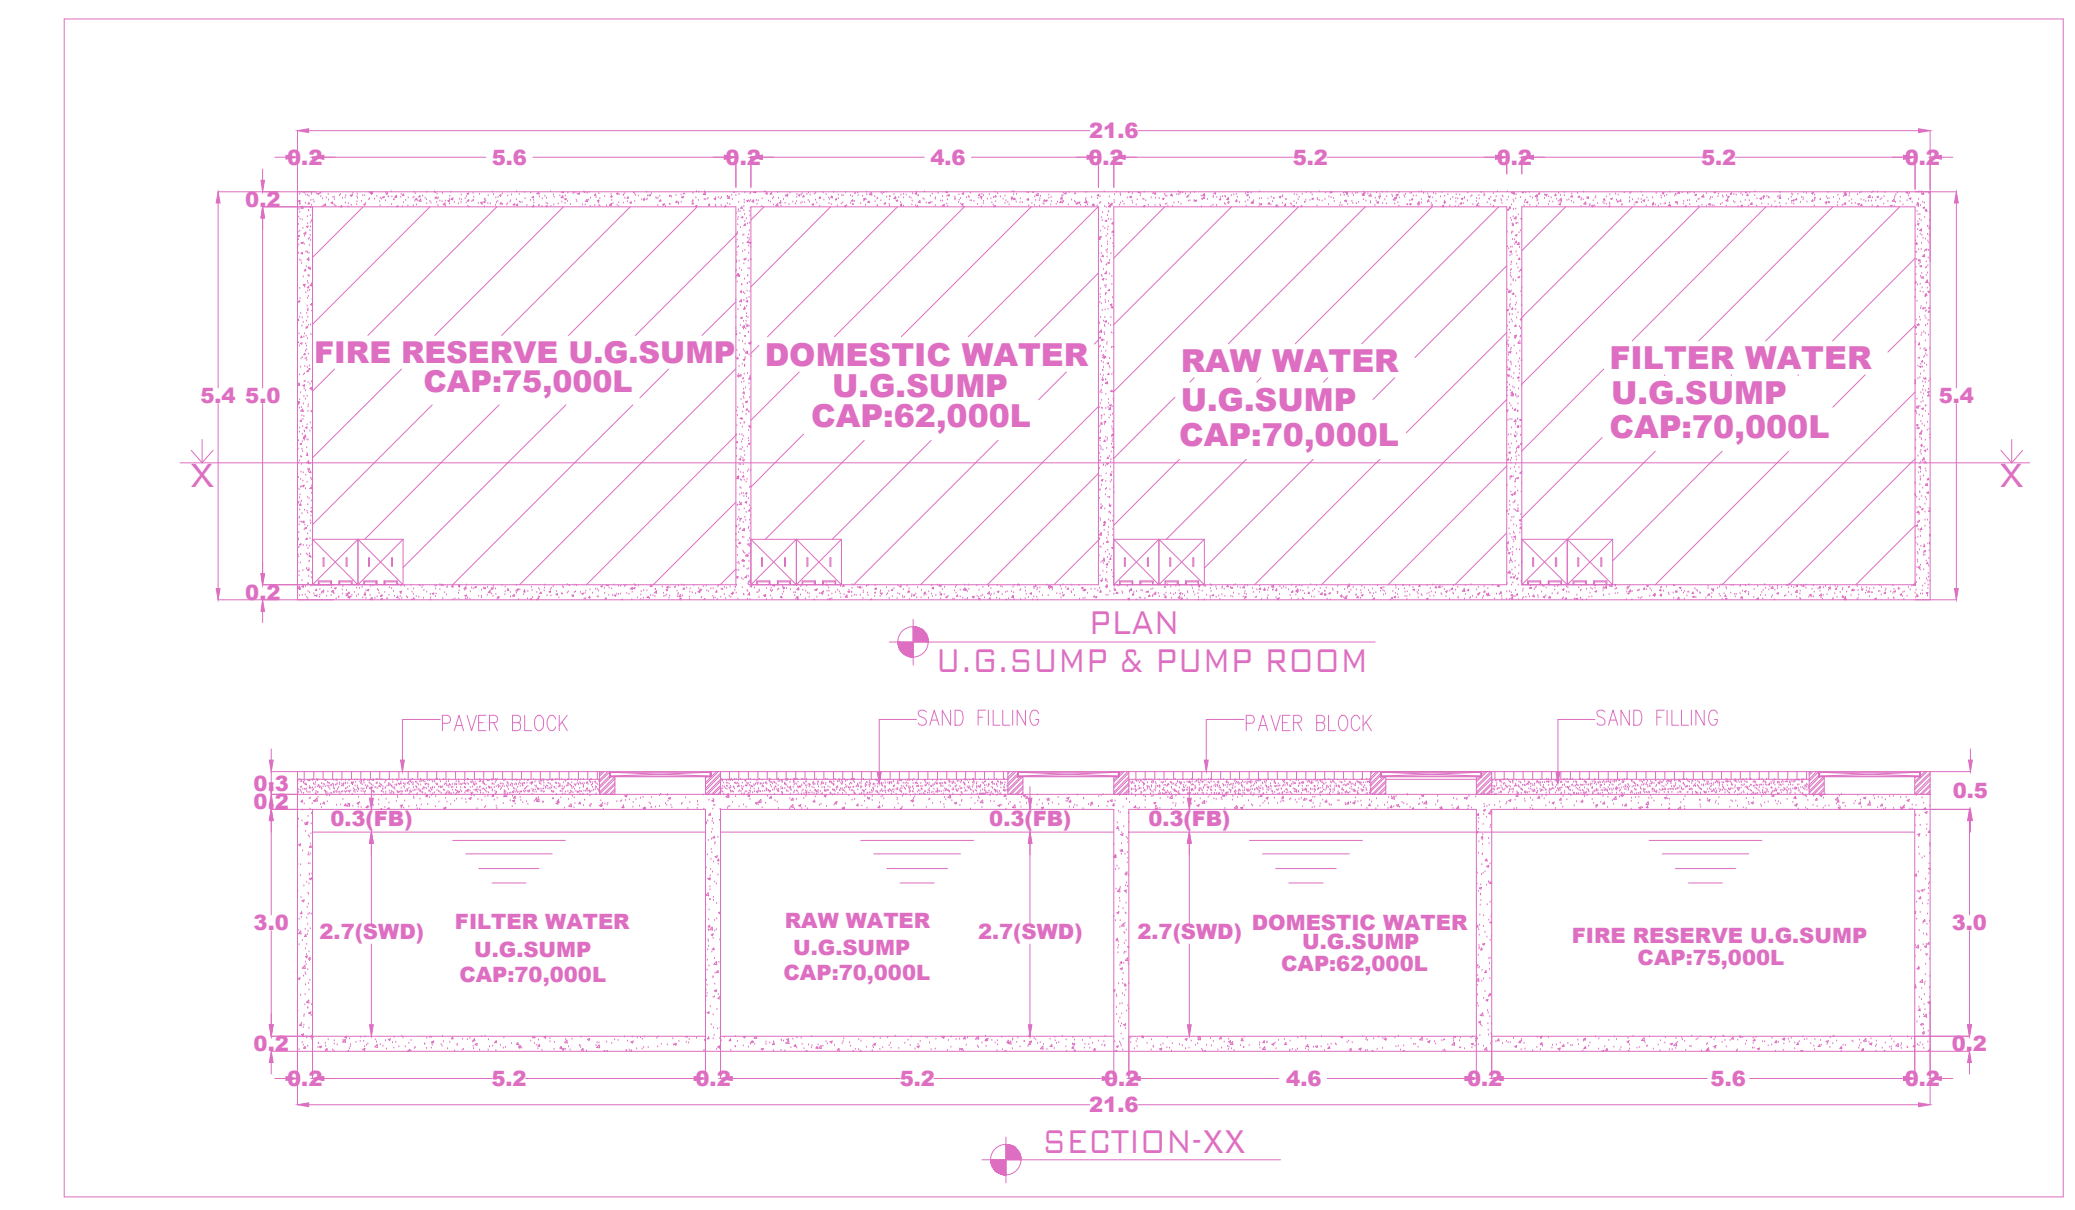 21.6
0.2 5.6 0.2 4.6 0.2 5.2 0.2 5.2 0.2
0.2
FIRE RESERVE U.G.SUMP
CAP:75,000L
DOMESTIC WATER
U.G.SUMP
CAP:62,000L
RAW WATER
U.G.SUMP
CAP:70,000L
FILTER WATER
U.G.SUMP
CAP:70,000L
5.4 5.0
5.4
X
X
0.2
PLAN
U.G.SUMP & PUMP ROOM
PAVER BLOCK
SAND FILLING
PAVER BLOCK
SAND FILLING
0.3
0.2
0.5
0.3(FB)
0.3(FB)
0.3(FB)
3.0
2.7(SWD)
FILTER WATER
U.G.SUMP
CAP:70,000L
RAW WATER
U.G.SUMP
CAP:70,000L
2.7(SWD)
2.7(SWD)
DOMESTIC WATER
U.G.SUMP
CAP:62,000L
FIRE RESERVE U.G.SUMP
CAP:75,000L
3.0
0.2
0.2
0.2 5.2 0.2 5.2 0.2 4.6 0.2 5.6 0.2
21.6
SECTION-XX